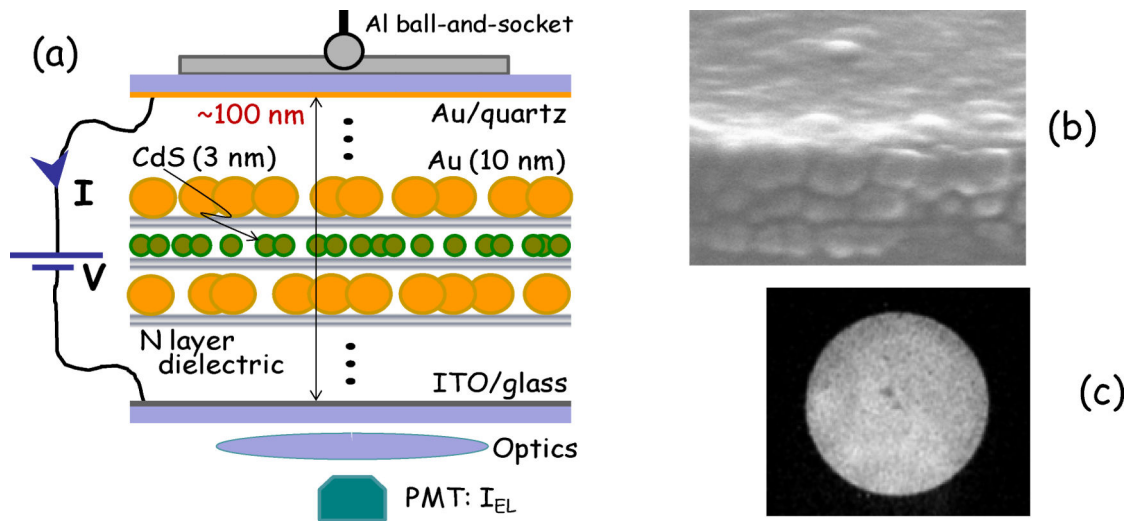 (a)
Al ball-and-socket
~100 nm
Au/quartz
CdS (3 nm)
Au (10 nm)
I
V
N layer
dielectric
ITO/glass
Optics
PMT: I_EL
(b)
(c)